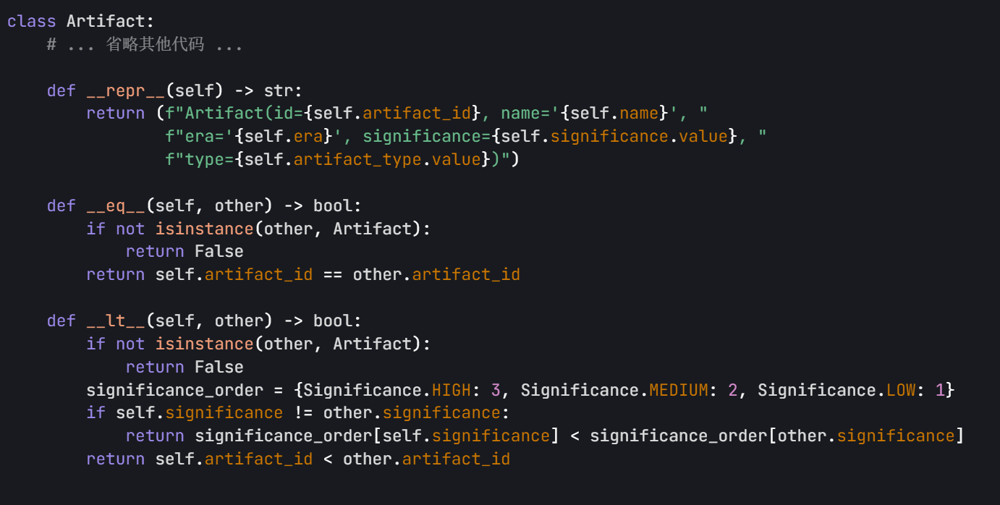 class Artifact:
    # ... 省略其他代码 ...

    def __repr__(self) -> str:
        return (f"Artifact(id={self.artifact_id}, name='{self.name}', "
                f"era='{self.era}', significance={self.significance.value}, "
                f"type={self.artifact_type.value})")

    def __eq__(self, other) -> bool:
        if not isinstance(other, Artifact):
            return False
        return self.artifact_id == other.artifact_id

    def __lt__(self, other) -> bool:
        if not isinstance(other, Artifact):
            return False
        significance_order = {Significance.HIGH: 3, Significance.MEDIUM: 2, Significance.LOW: 1}
        if self.significance != other.significance:
            return significance_order[self.significance] < significance_order[other.significance]
        return self.artifact_id < other.artifact_id